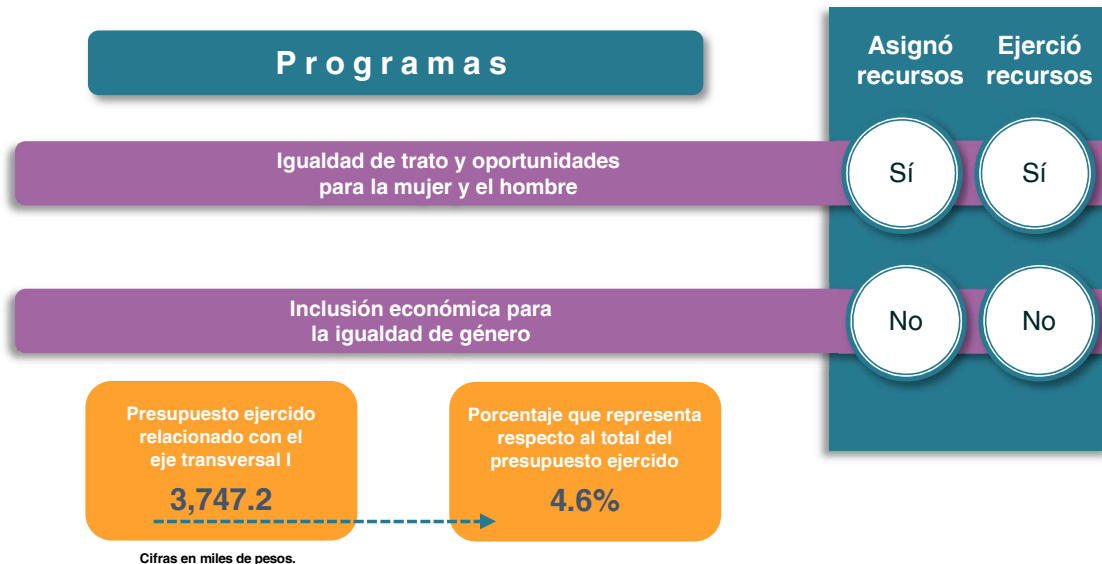 Programas
Asignó
recursos
Ejerció
recursos
Igualdad de trato y oportunidades
para la mujer y el hombre
Sí
Sí
Inclusión económica para
la igualdad de género
No
No
Presupuesto ejercido
relacionado con el
eje transversal I
3,747.2
Porcentaje que representa
respecto al total del
presupuesto ejercido
4.6%
Cifras en miles de pesos.